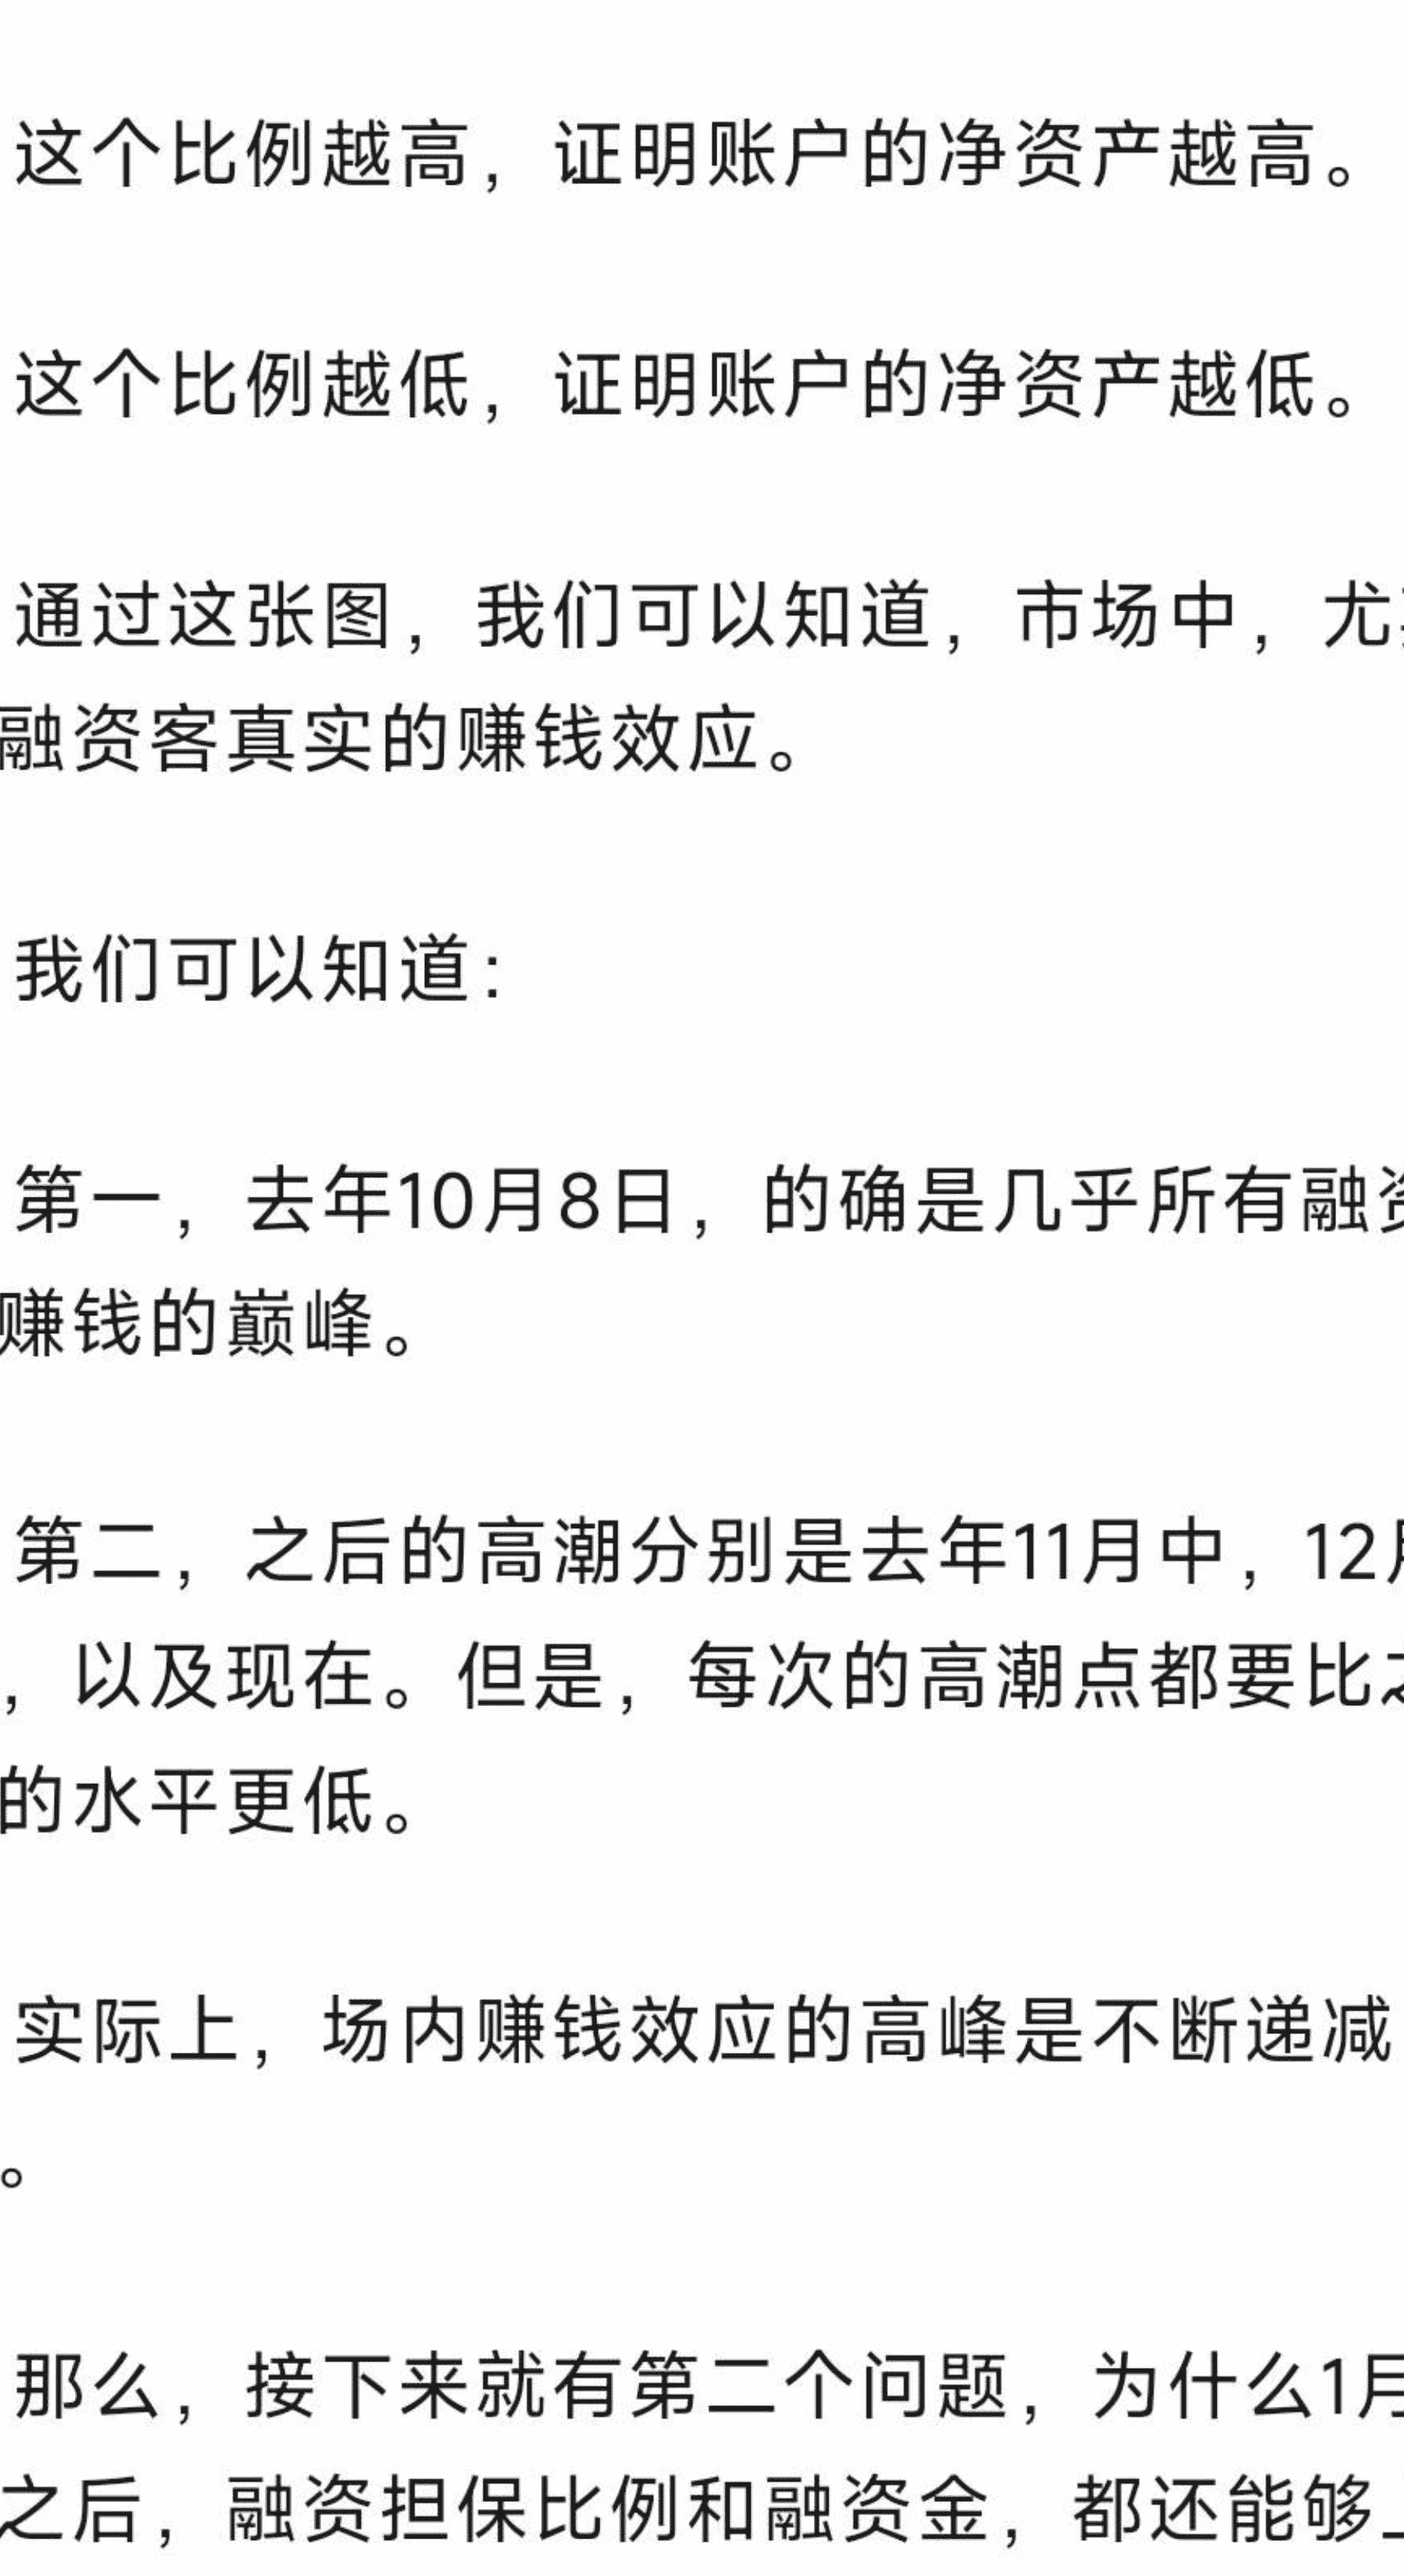 这个比例越高，证明账户的净资产越高。
这个比例越低，证明账户的净资产越低。
通过这张图，我们可以知道，市场中，尤
融资客真实的赚钱效应。
我们可以知道：
第一，去年10月8日，的确是几乎所有融资
赚钱的巅峰。
第二，之后的高潮分别是去年11月中，12月
，以及现在。但是，每次的高潮点都要比之
的水平更低。
实际上，场内赚钱效应的高峰是不断递减
。
那么，接下来就有第二个问题，为什么1月
之后，融资担保比例和融资金，都还能够